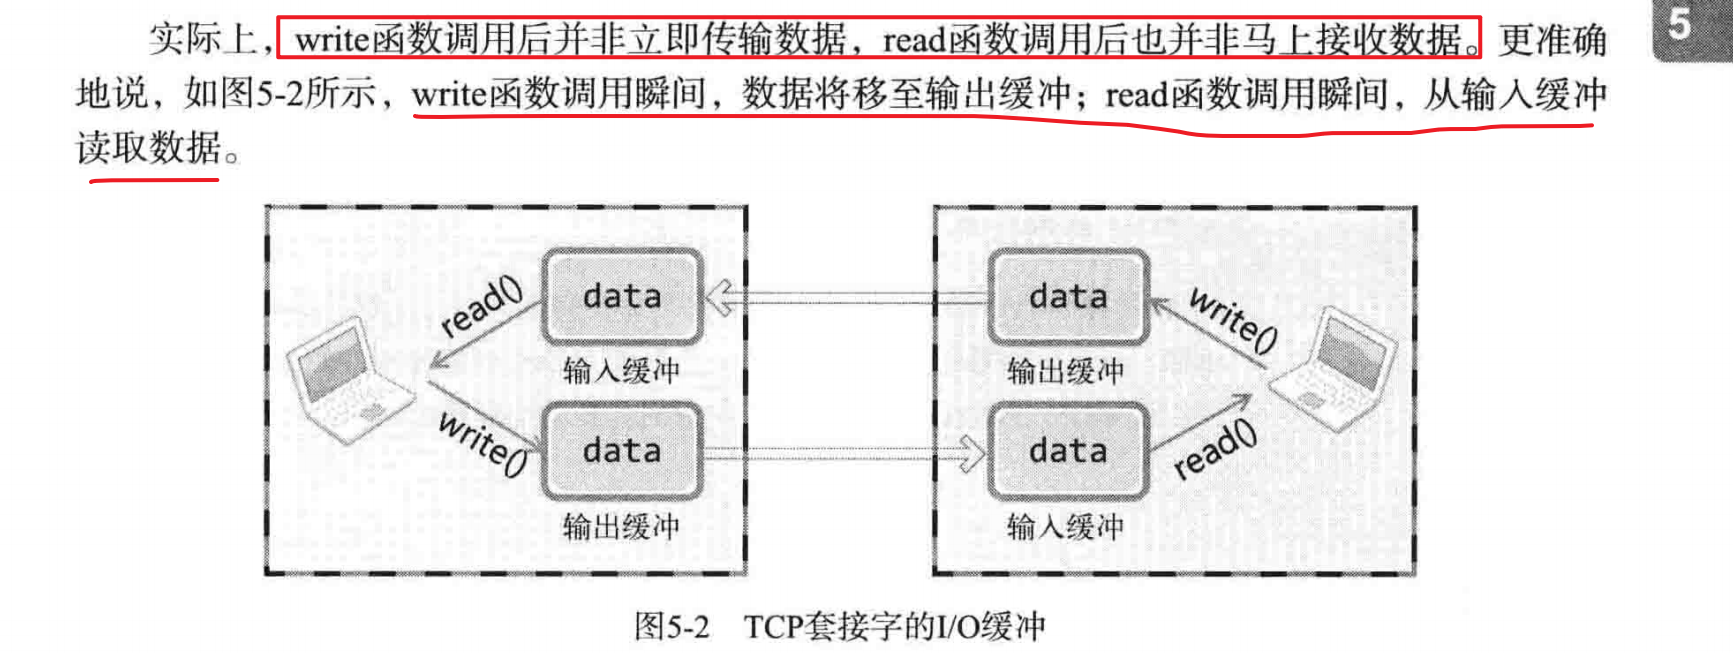 5
实际上，write函数调用后并非立即传输数据，read函数调用后也并非马上接收数据。更准确
地说，如图5-2所示，write函数调用瞬间，数据将移至输出缓冲；read函数调用瞬间，从输入缓冲
读取数据。
read()
data
data
write()
输入缓冲
输出缓冲
write()
data
data
read()
输出缓冲
输入缓冲
图5-2 TCP套接字的I/O缓冲